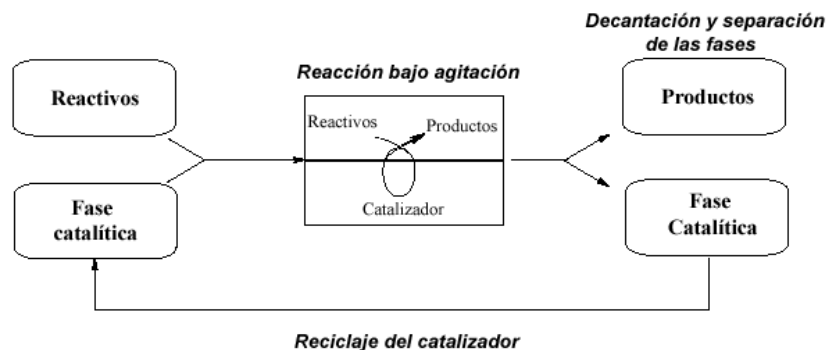 Decantación y separación
de las fases
Reacción bajo agitación
Reactivos
Productos
Reactivos
Productos
Catalizador
Fase
catalítica
Fase
Catalítica
Reciclaje del catalizador